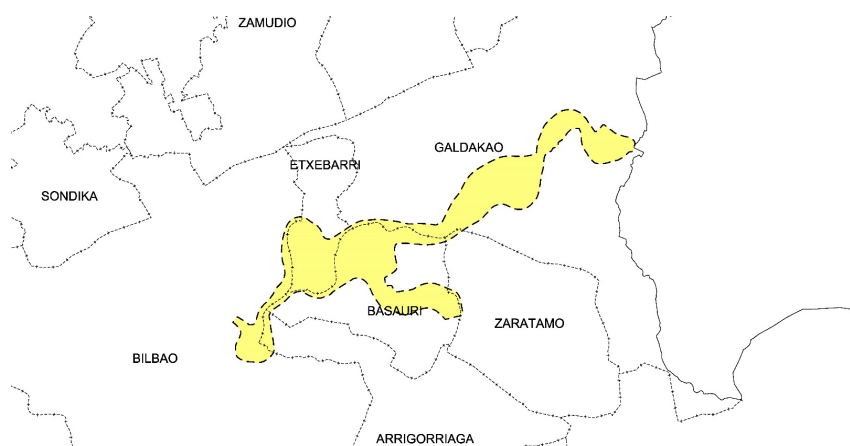 ZAMUDIO
GALDAKAO
ETXEBARRI
SONDIKA
BASAURI
ZARATAMO
BILBAO
ARRIGORRIAGA